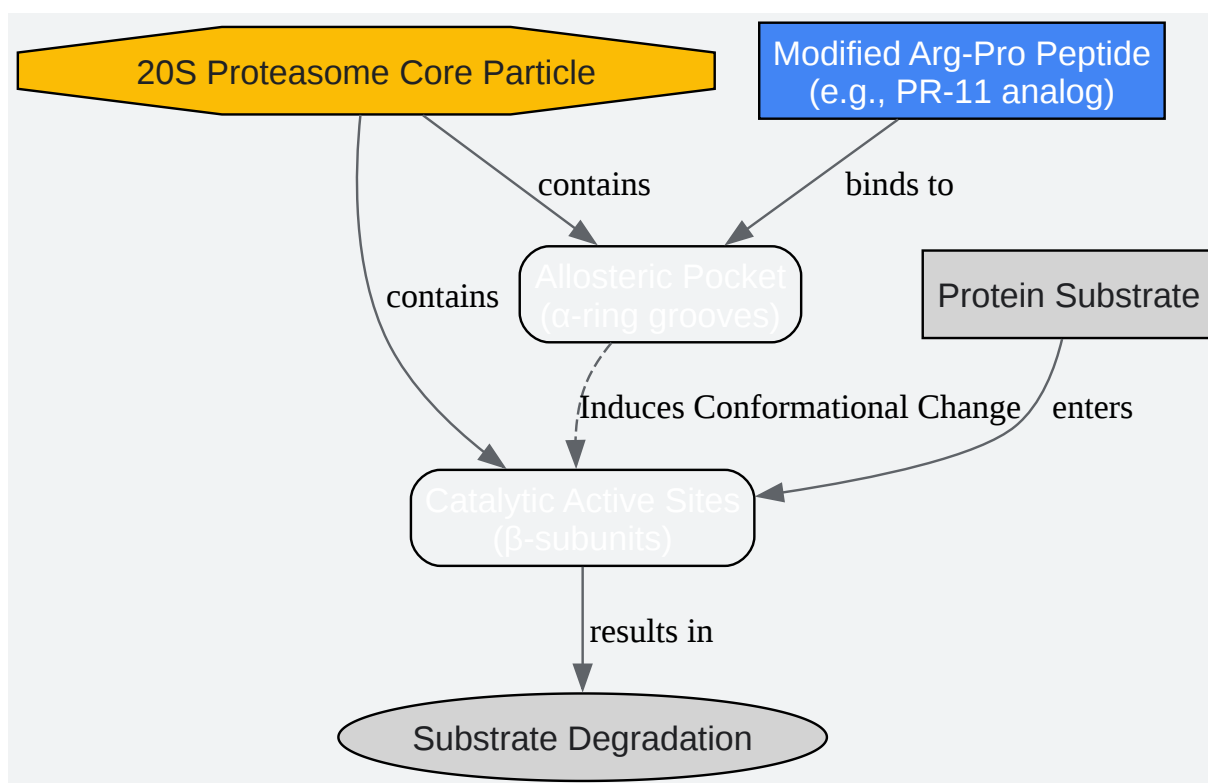 20S Proteasome Core Particle
Modified Arg-Pro Peptide
(e.g., PR-11 analog)
contains
binds to
Allosteric Pocket
(α-ring grooves)
Protein Substrate
contains
Induces Conformational Change
enters
Catalytic Active Sites
(β-subunits)
results in
Substrate Degradation